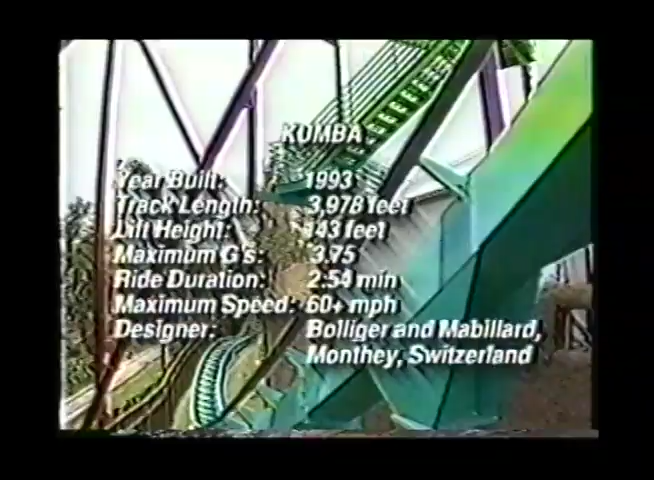 KUMBA
Year Built: 1993
Track Length: 3,978 feet
Lift Height: 143 feet
Maximum G's: 3.75
Ride Duration: 2:54 min
Maximum Speed: 60+ mph
Designer: Bolliger and Mabillard,
Monthey, Switzerland